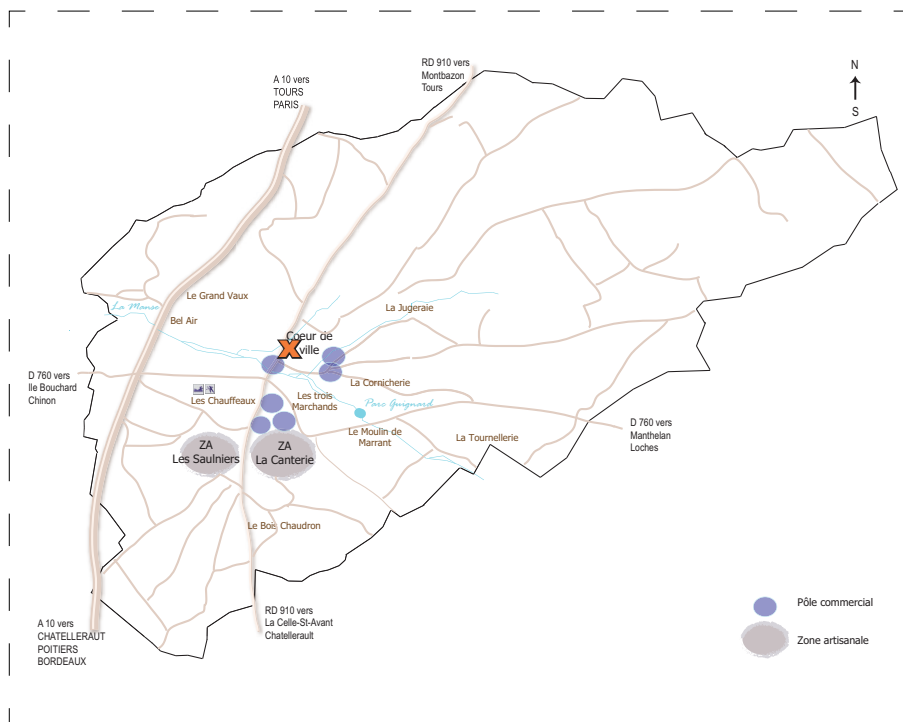 RD 910 vers
Montbazon
Tours
A 10 vers
TOURS
PARIS
N
S
Le Grand Vaux
La Manse
Bel Air
La Jugeraie
Coeur de
ville
D 760 vers
Ile Bouchard
Chinon
La Cornicherie
Les Chauffeaux
Les trois
Marchands
Parc Guignard
Le Moulin de
Marrant
La Tournellerie
D 760 vers
Manthelan
Loches
ZA
Les Saulniers
ZA
La Canterie
Le Bois Chaudron
RD 910 vers
La Celle-St-Avant
Chatellerault
A 10 vers
CHATELLERAUT
POITIERS
BORDEAUX
Pôle commercial
Zone artisanale